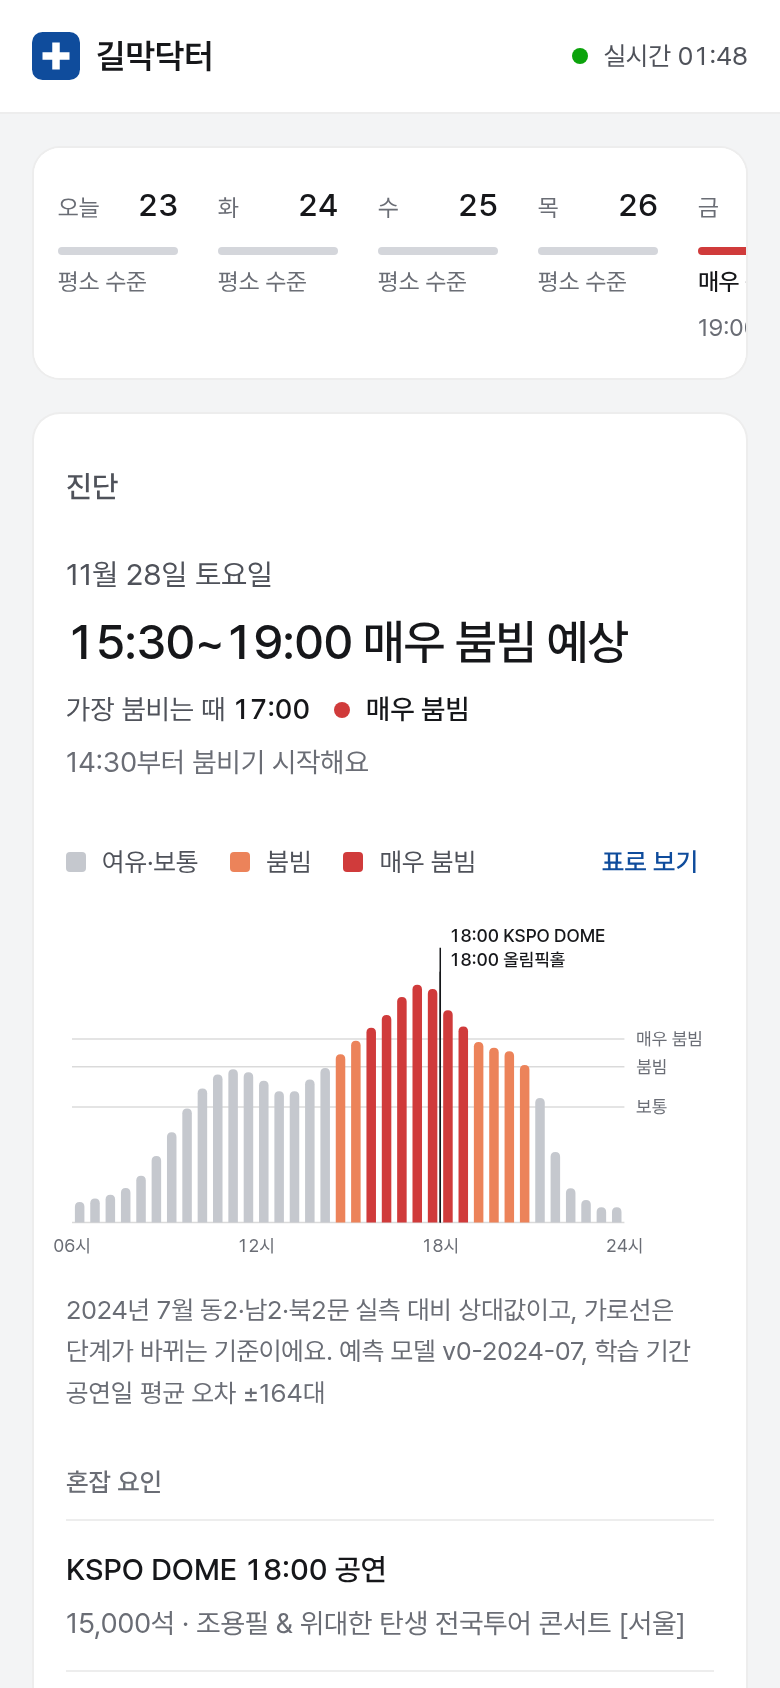 길막닥터
실시간 01:48
오늘 23 화 24 수 25 목 26 금
평소 수준 평소 수준 평소 수준 평소 수준 매우
진단
11월 28일 토요일
15:30~19:00 매우 붐빔 예상
가장 붐비는 때 17:00 매우 붐빔
14:30부터 붐비기 시작해요
여유·보통 붐빔 매우 붐빔 표로 보기
18:00 KSPO DOME
18:00 올림픽홀
매우 붐빔
붐빔
보통
06시 12시 18시 24시
2024년 7월 동2·남2·북2문 실측 대비 상대값이고, 가로선은
단계가 바뀌는 기준이에요. 예측 모델 v0-2024-07, 학습 기간
공연일 평균 오차 ±164대
혼잡 요인
KSPO DOME 18:00 공연
15,000석 · 조용필 & 위대한 탄생 전국투어 콘서트 [서울]